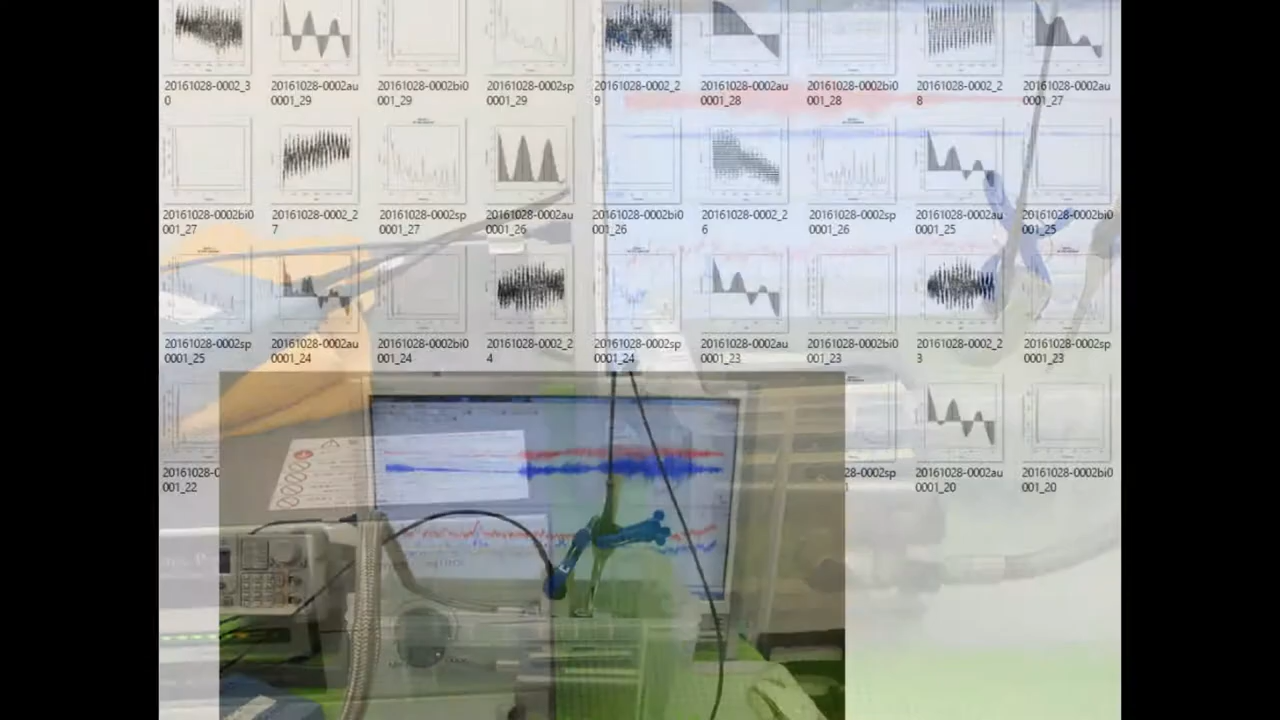 20161028-0002_3
0
20161028-0002au
0001_29
20161028-0002bi0
001_29
20161028-0002sp
0001_29
20161028-0002_2
9
20161028-0002au
0001_28
20161028-0002bi0
001_28
20161028-0002_2
8
20161028-0002au
0001_27
20161028-0002bi0
001_27
20161028-0002_2
7
20161028-0002sp
0001_27
20161028-0002au
0001_26
20161028-0002bi0
001_26
20161028-0002_2
6
20161028-0002sp
0001_26
20161028-0002au
0001_25
20161028-0002bi0
001_25
20161028-0002sp
0001_25
20161028-0002au
0001_24
20161028-0002bi0
001_24
20161028-0002_2
4
20161028-0002sp
0001_24
20161028-0002au
0001_23
20161028-0002bi0
001_23
20161028-0002_2
3
20161028-0002sp
0001_23
20161028-0
001_22
28-0002sp
20161028-0002au
0001_20
20161028-0002bi0
001_20